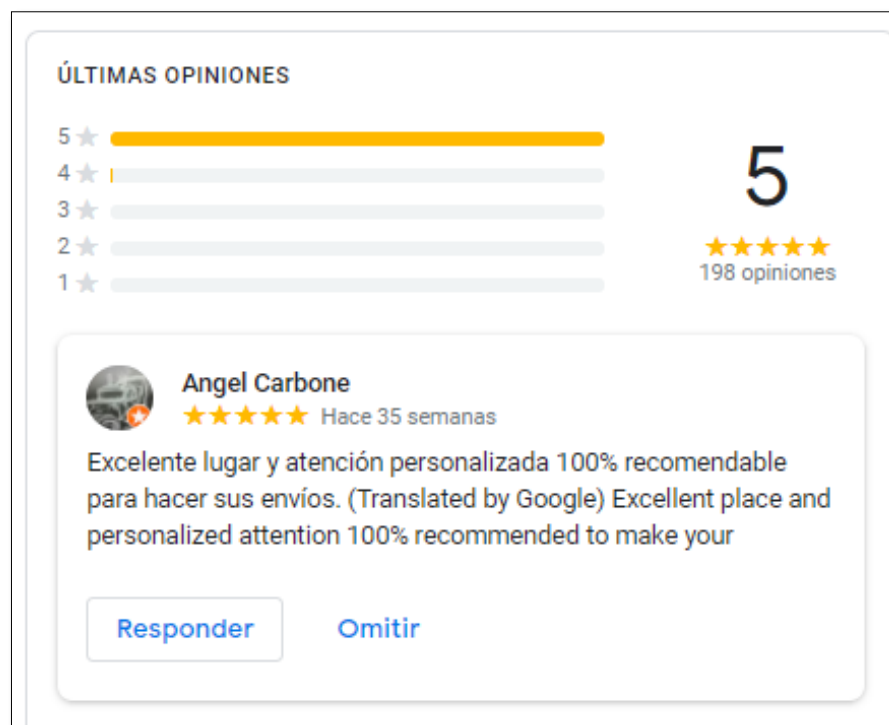 ÚLTIMAS OPINIONES
5
4
3
2
1
5
198 opiniones
Angel Carbone
Hace 35 semanas
Excelente lugar y atención personalizada 100% recomendable
para hacer sus envíos. (Translated by Google) Excellent place and
personalized attention 100% recommended to make your
Responder Omitir